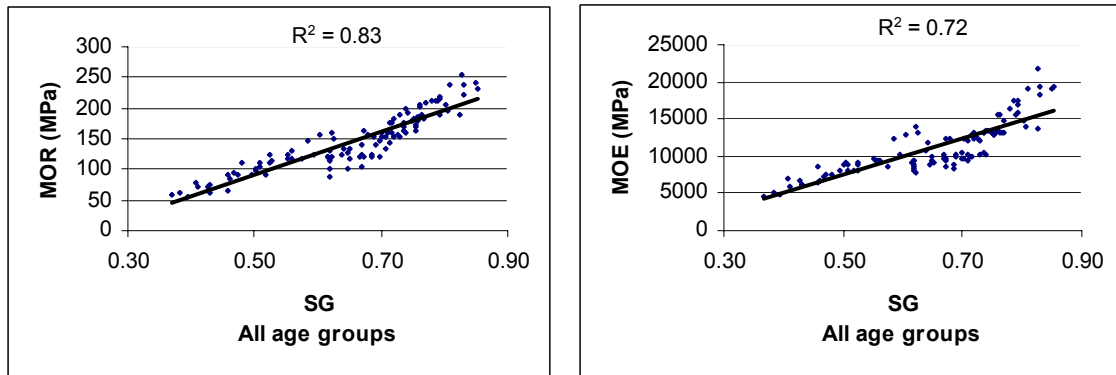 R² = 0.83
MOR (MPa)
300
250
200
150
100
50
0
0.30 0.50 0.70 0.90
SG
All age groups
R² = 0.72
MOE (MPa)
25000
20000
15000
10000
5000
0
0.30 0.50 0.70 0.90
SG
All age groups